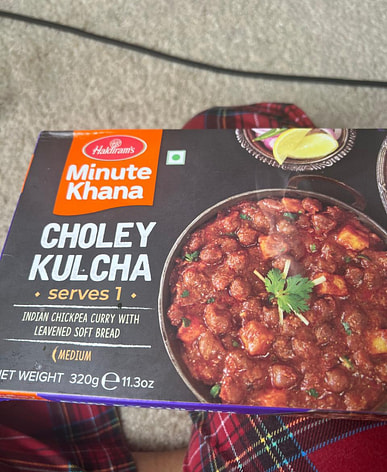 Haldiram's
Minute
Khana
CHOLEY
KULCHA
• serves 1 •
INDIAN CHICKPEA CURRY WITH
LEAVENED SOFT BREAD
MEDIUM
NET WEIGHT 320g ℮ 11.3oz